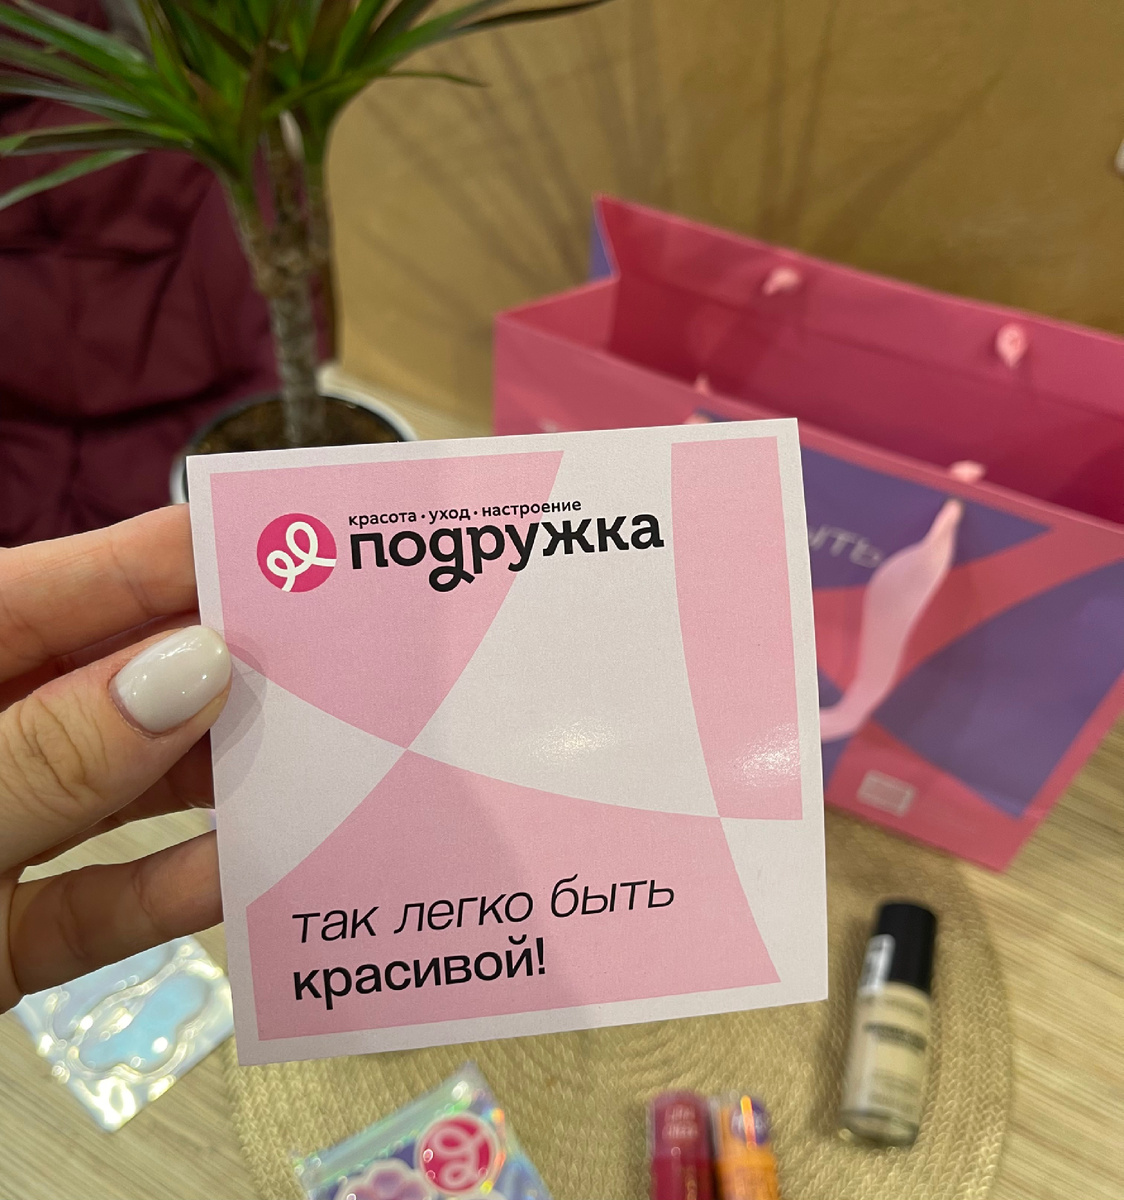 красота · уход · настроение
подружка
так легко быть
красивой!